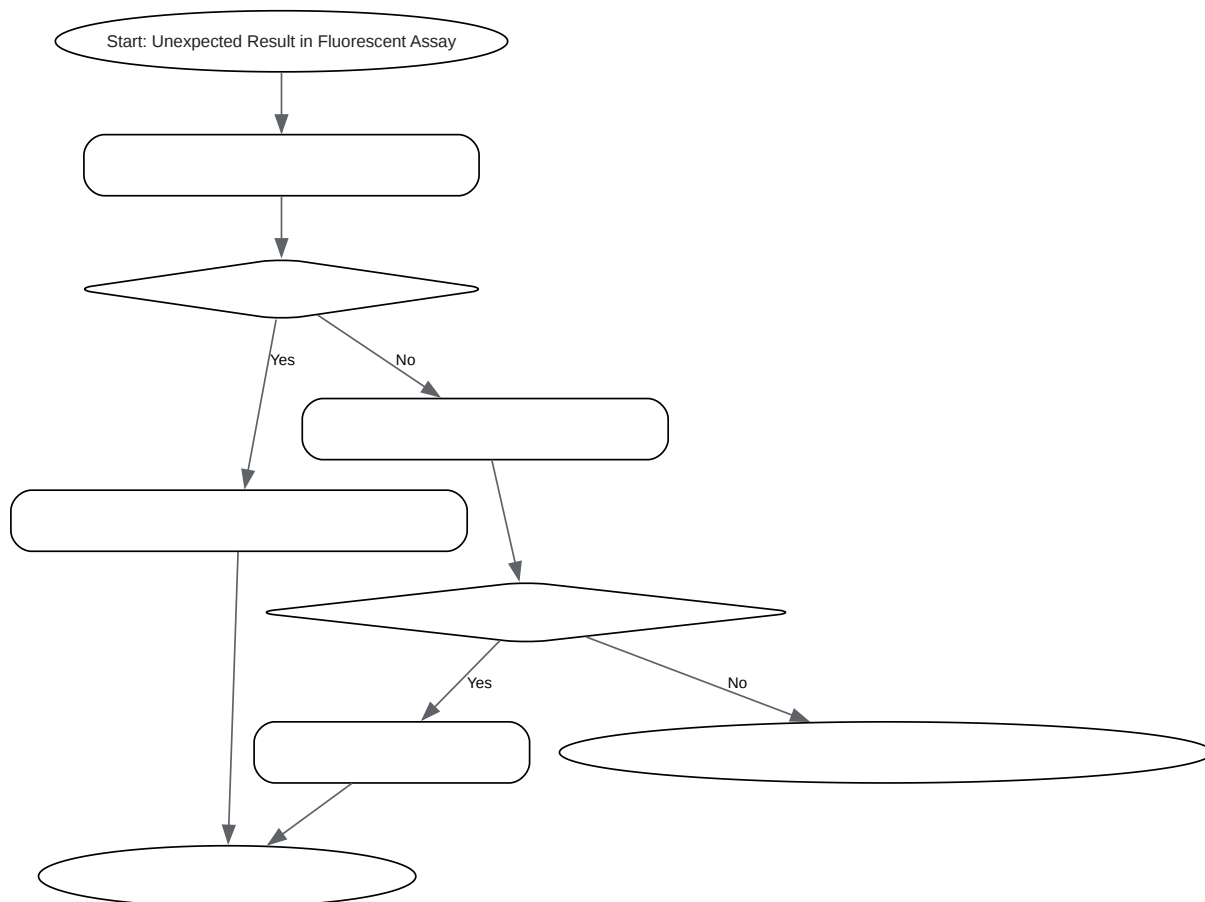 Start: Unexpected Result in Fluorescent Assay
Yes
No
Yes
No